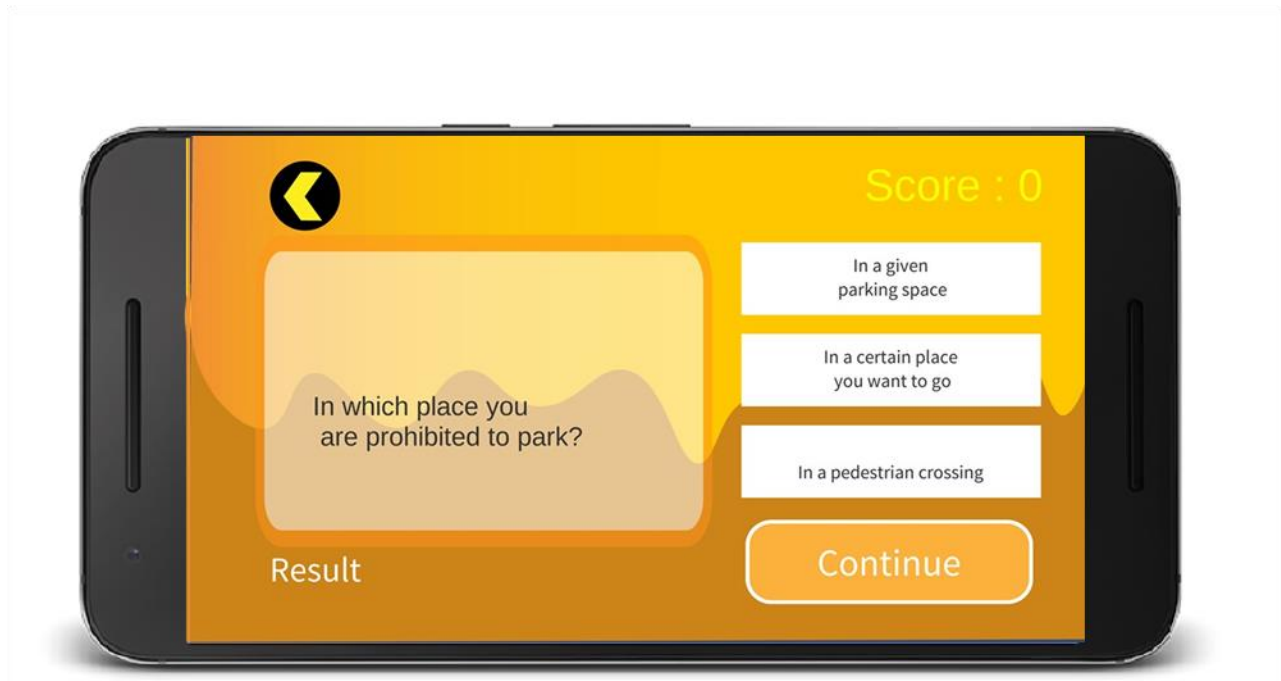 Score : 0
In which place you
are prohibited to park?
In a given
parking space
In a certain place
you want to go
In a pedestrian crossing
Result
Continue